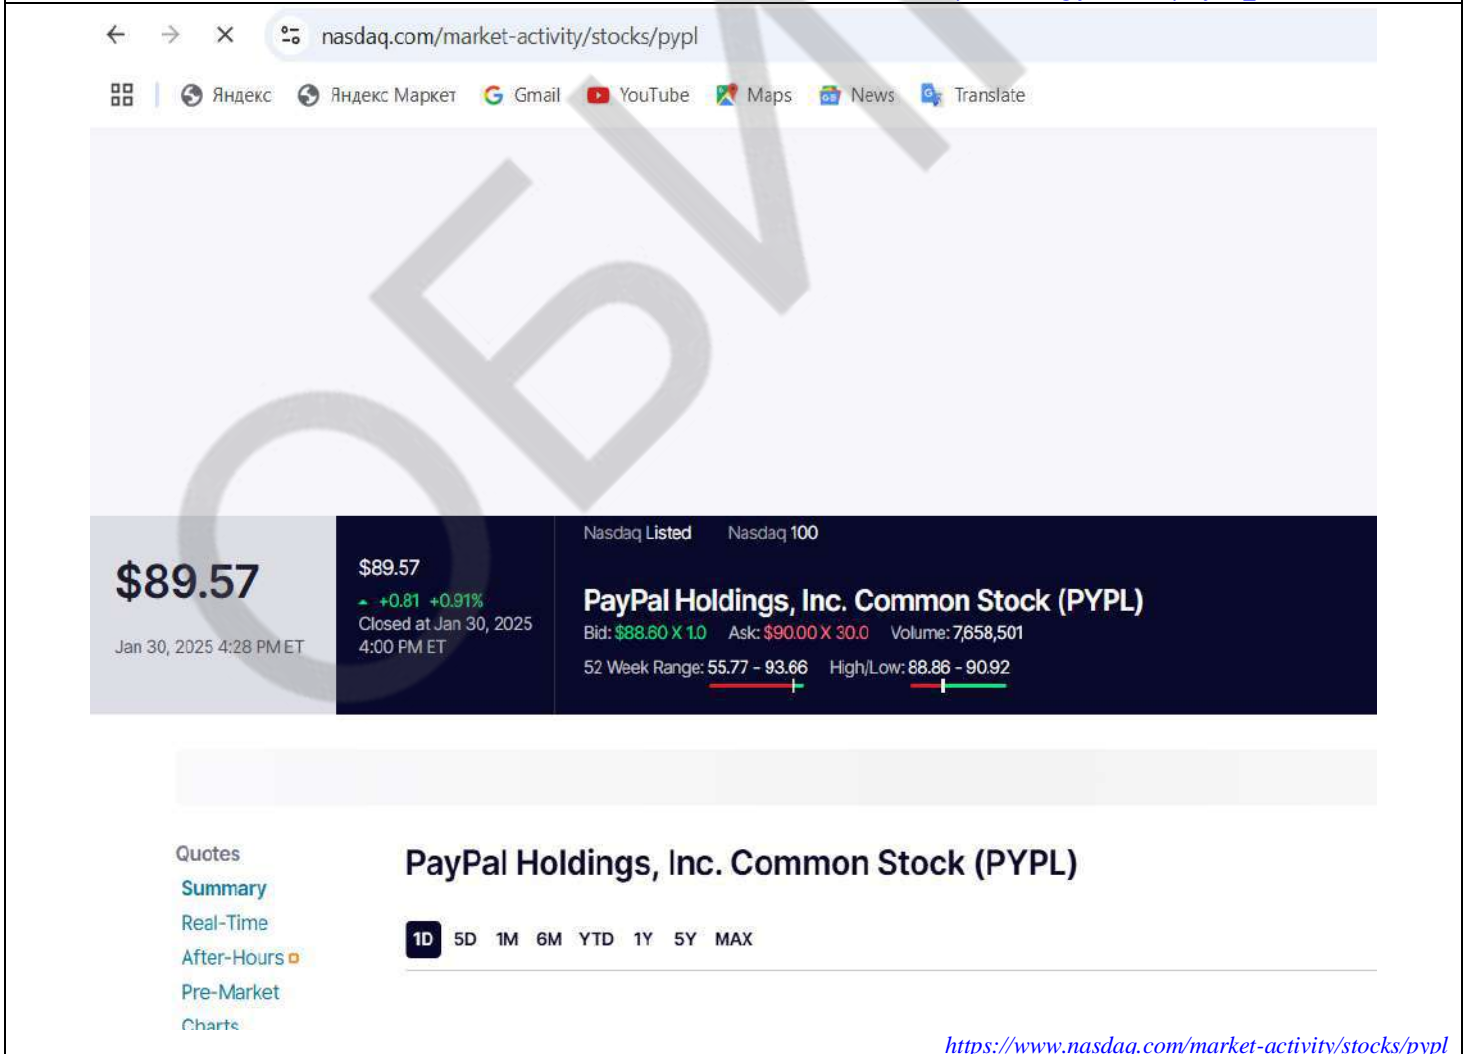 nasdaq.com/market-activity/stocks/pypl
Яндекс Яндекс Маркет Gmail YouTube Maps News Translate
ОБИ
Nasdaq Listed Nasdaq 100
$89.57
Jan 30, 2025 4:28 PM ET
$89.57
+0.81 +0.91%
Closed at Jan 30, 2025
4:00 PM ET
PayPal Holdings, Inc. Common Stock (PYPL)
Bid: $88.60 X 1.0 Ask: $90.00 X 30.0 Volume: 7,658,501
52 Week Range: 55.77 - 93.66 High/Low: 88.86 - 90.92
Quotes
Summary
Real-Time
After-Hours
Pre-Market
Charts
PayPal Holdings, Inc. Common Stock (PYPL)
1D 5D 1M 6M YTD 1Y 5Y MAX
https://www.nasdaq.com/market-activity/stocks/pypl